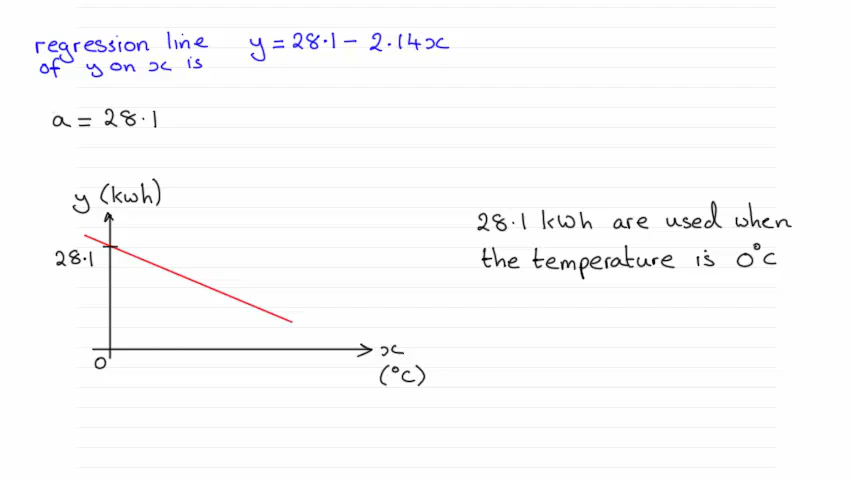 regression line y = 28.1 - 2.14x
of y on x is
a = 28.1
y (kwh)
28.1 kwh are used when
the temperature is 0°C
28.1
0
x
(°C)